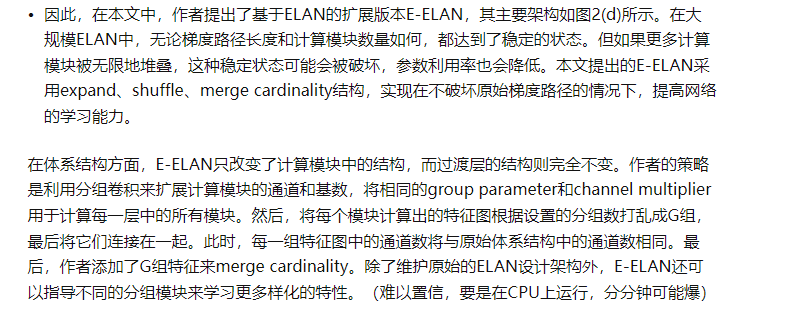 • 因此，在本文中，作者提出了基于ELAN的扩展版本E-ELAN，其主要架构如图2(d)所示。在大
规模ELAN中，无论梯度路径长度和计算模块数量如何，都达到了稳定的状态。但如果更多计算
模块被无限地堆叠，这种稳定状态可能会被破坏，参数利用率也会降低。本文提出的E-ELAN采
用expand、shuffle、merge cardinality结构，实现在不破坏原始梯度路径的情况下，提高网络
的学习能力。
在体系结构方面，E-ELAN只改变了计算模块中的结构，而过渡层的结构则完全不变。作者的策略
是利用分组卷积来扩展计算模块的通道和基数，将相同的group parameter和channel multiplier
用于计算每一层中的所有模块。然后，将每个模块计算出的特征图根据设置的分组数打乱成G组，
最后将它们连接在一起。此时，每一组特征图中的通道数将与原始体系结构中的通道数相同。最
后，作者添加了G组特征来merge cardinality。除了维护原始的ELAN设计架构外，E-ELAN还可
以指导不同的分组模块来学习更多样化的特性。（难以置信，要是在CPU上运行，分分钟可能爆）